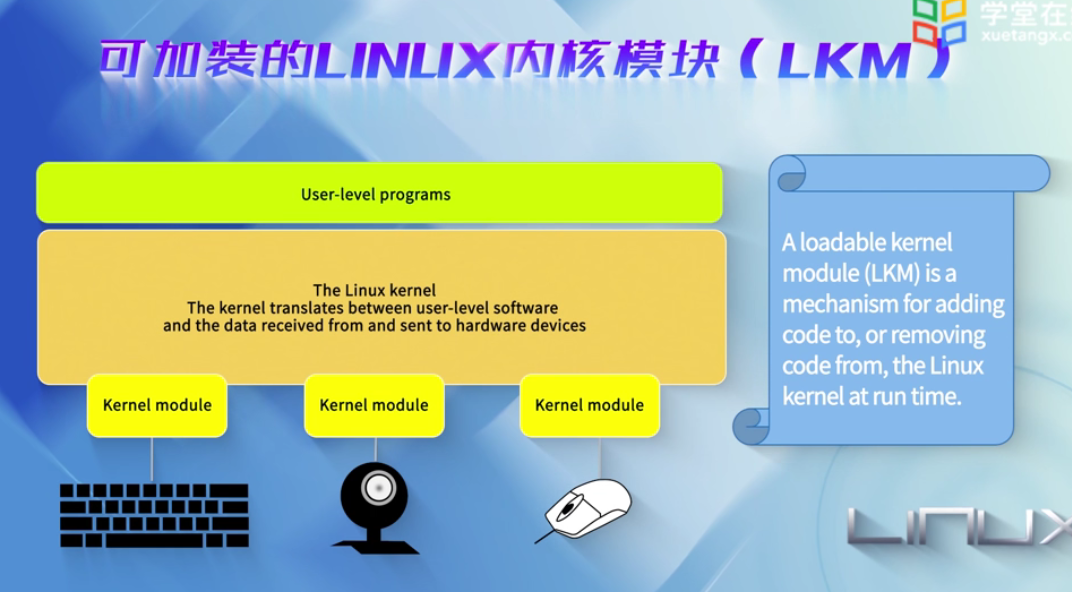 学堂在
xuetangx.c
可加装的LINUX内核模块（LKM）
User-level programs
The Linux kernel
The kernel translates between user-level software
and the data received from and sent to hardware devices
Kernel module
Kernel module
Kernel module
A loadable kernel
module (LKM) is a
mechanism for adding
code to, or removing
code from, the Linux
kernel at run time.
LINUX